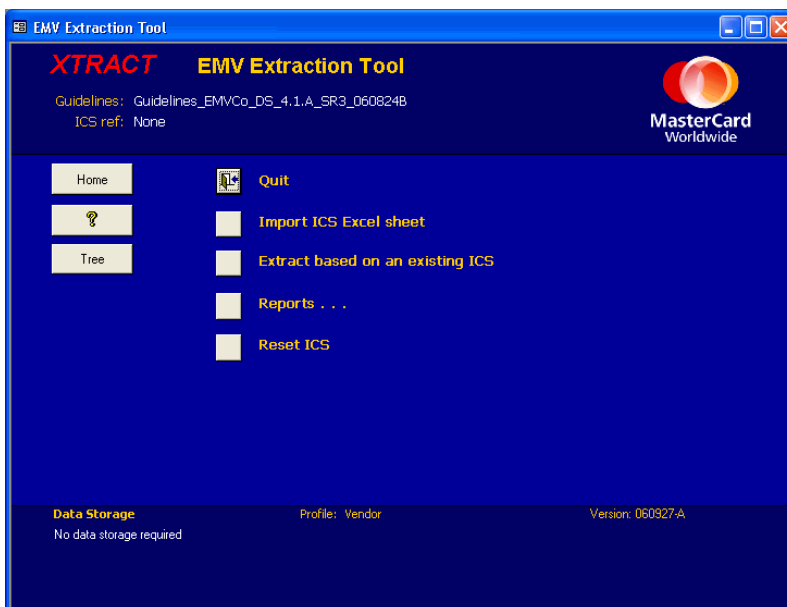 EMV Extraction Tool
XTRACT EMV Extraction Tool
Guidelines: Guidelines_EMVCo_DS_4.1.A_SR3_060824B
ICS ref: None
MasterCard
Worldwide
Home
Quit
?
Import ICS Excel sheet
Tree
Extract based on an existing ICS
Reports . . .
Reset ICS
Data Storage
Profile: Vendor
Version: 060927-A
No data storage required